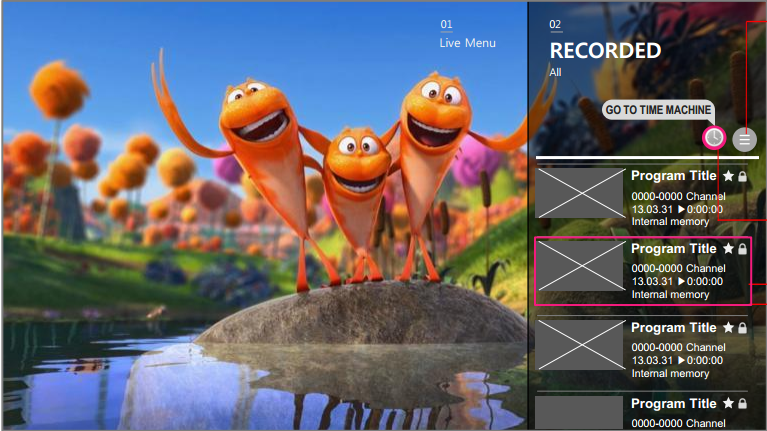 01
Live Menu
02
RECORDED
All
GO TO TIME MACHINE
Program Title
0000-0000 Channel
13.03.31 ▶0:00:00
Internal memory
Program Title
0000-0000 Channel
13.03.31 ▶0:00:00
Internal memory
Program Title
0000-0000 Channel
13.03.31 ▶0:00:00
Internal memory
Program Title
0000-0000 Channel